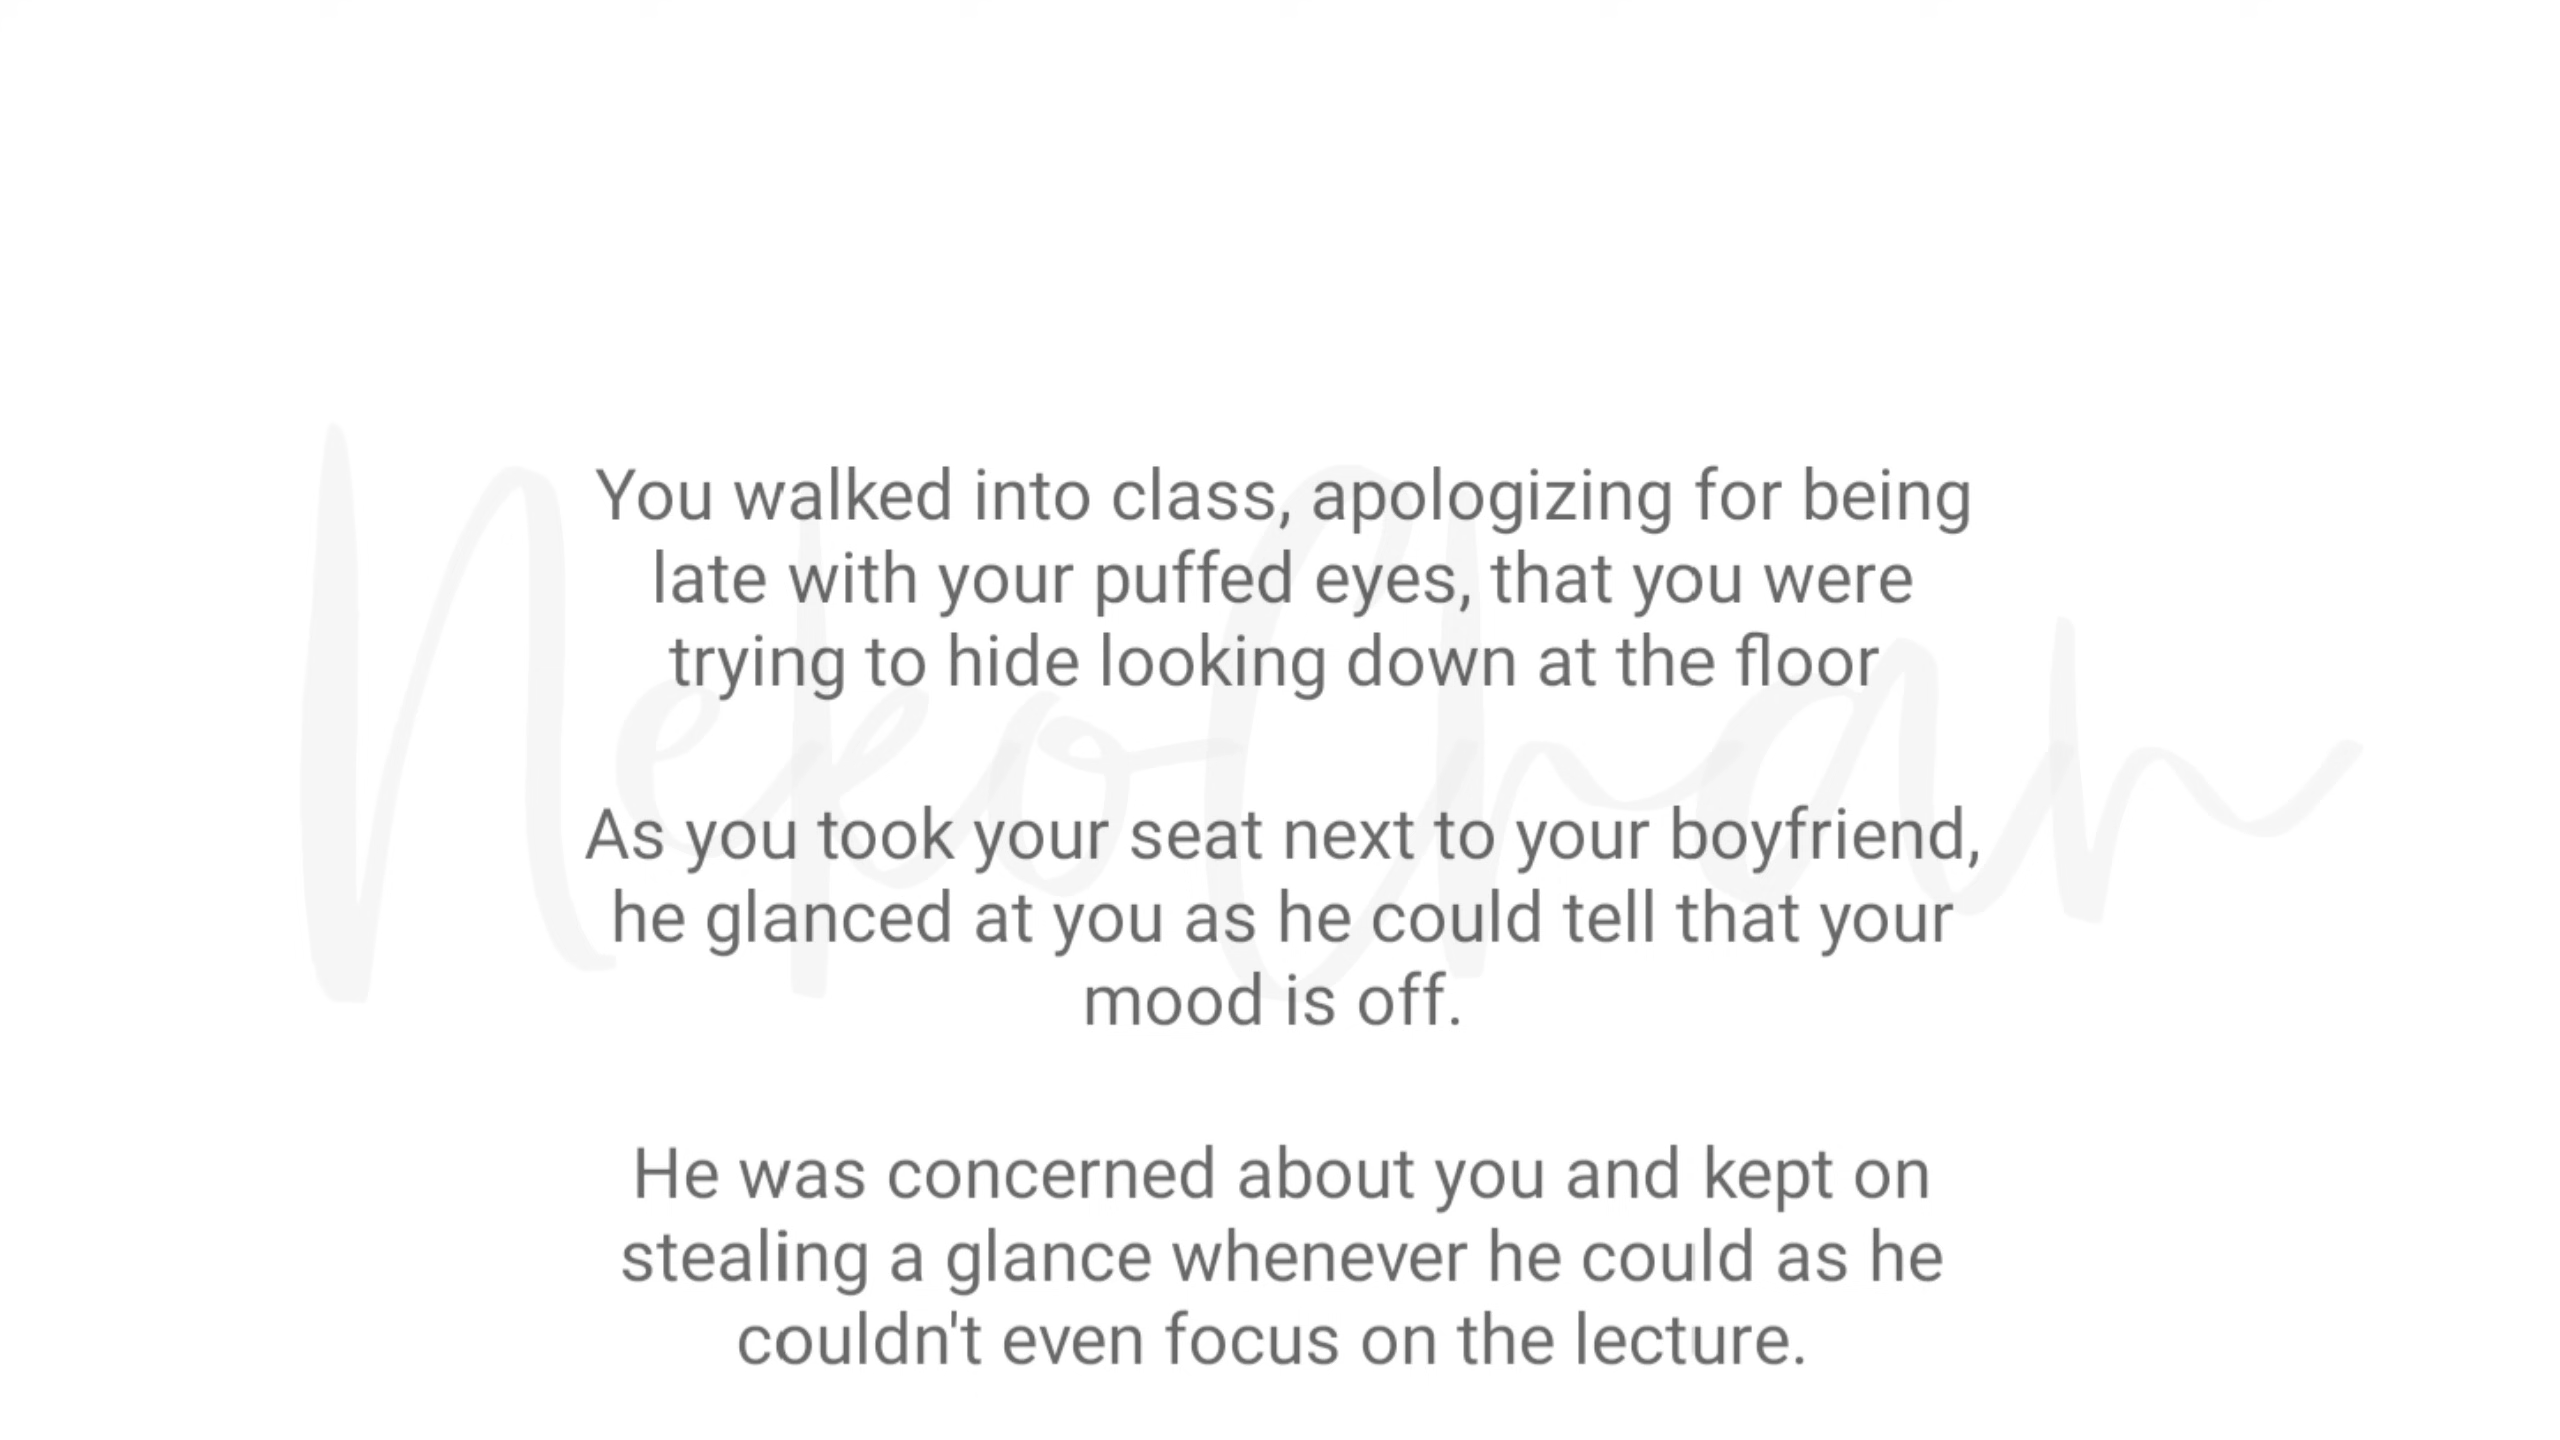 You walked into class, apologizing for being
late with your puffed eyes, that you were
trying to hide looking down at the floor
As you took your seat next to your boyfriend,
he glanced at you as he could tell that your
mood is off.
He was concerned about you and kept on
stealing a glance whenever he could as he
couldn't even focus on the lecture.
NekoChan